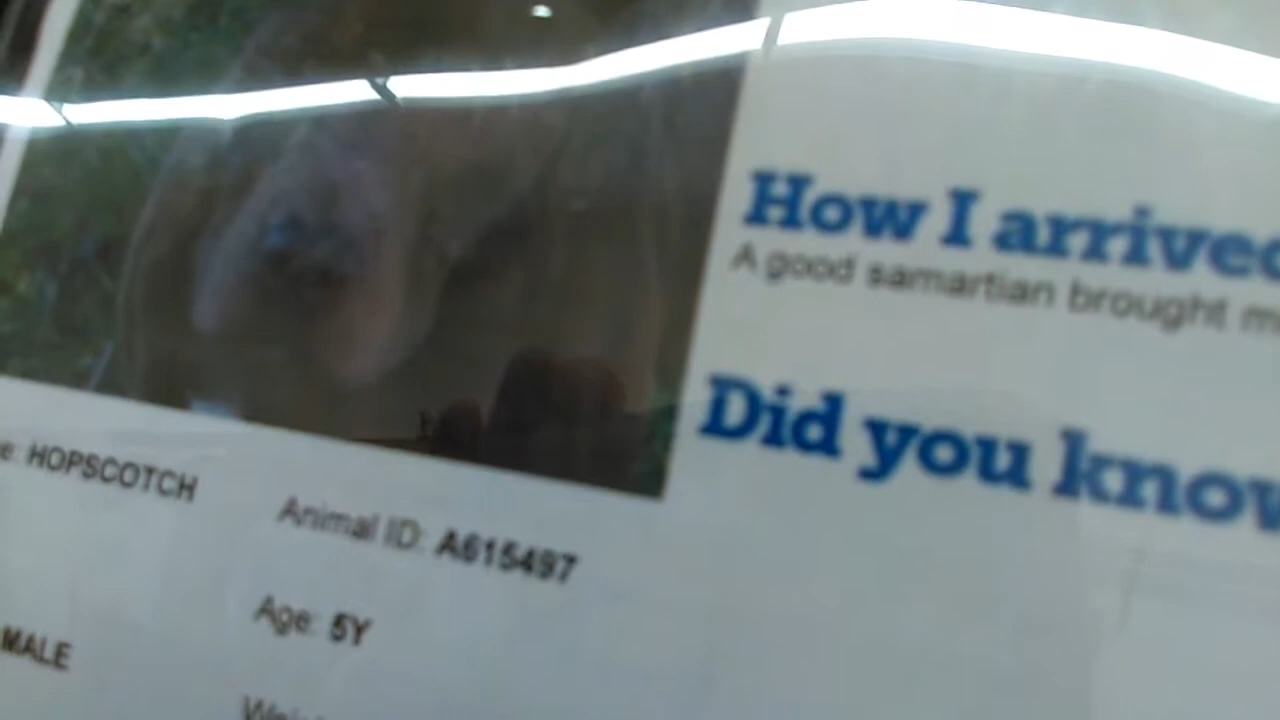 How I arrived
A good samartian brought
Did you know
HOPSCOTCH
Animal ID: A615497
Age: 5Y
MALE